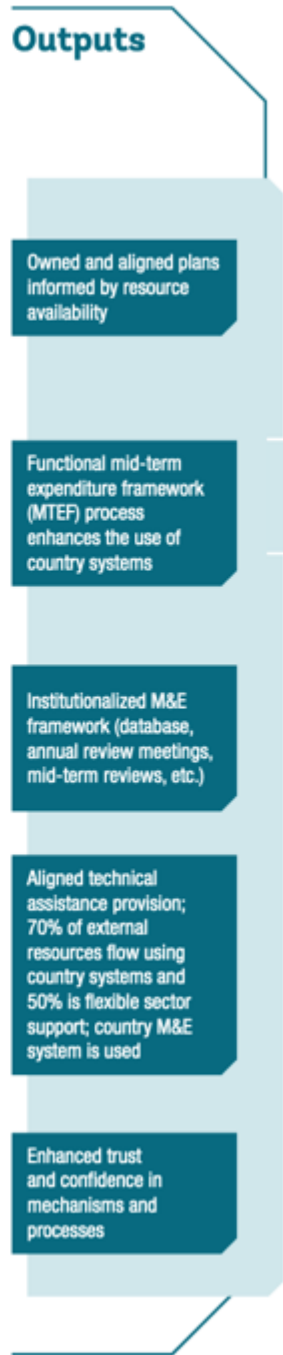 Outputs
Owned and aligned plans
informed by resource
availability
Functional mid-term
expenditure framework
(MTEF) process
enhances the use of
country systems
Institutionalized M&E
framework (database,
annual review meetings,
mid-term reviews, etc.)
Aligned technical
assistance provision;
70% of external
resources flow using
country systems and
50% is flexible sector
support; country M&E
system is used
Enhanced trust
and confidence in
mechanisms and
processes